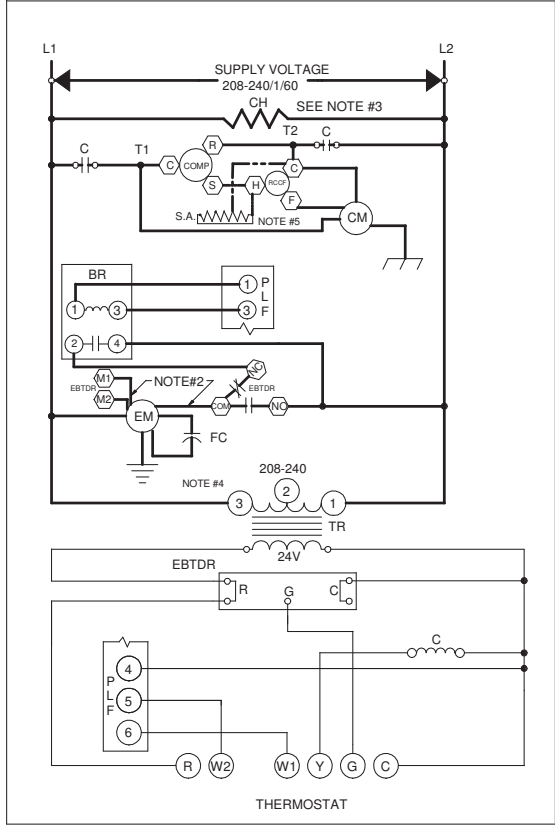 L1 L2
SUPPLY VOLTAGE
208-240/1/60
CH SEE NOTE #3
C T1 T2 C
R
C COMP C
S H RCCF
F
S.A. NOTE #5 CM
BR
1 P
1 3 L
3 F
2 4
NC
M1 NOTE#2
EBTDR EBTDR
M2
EM COM NO
FC
208-240
NOTE #4 2
3 1
TR
24V
EBTDR
R G C
C
4
P
L 5
F
6
R W2 W1 Y G C
THERMOSTAT